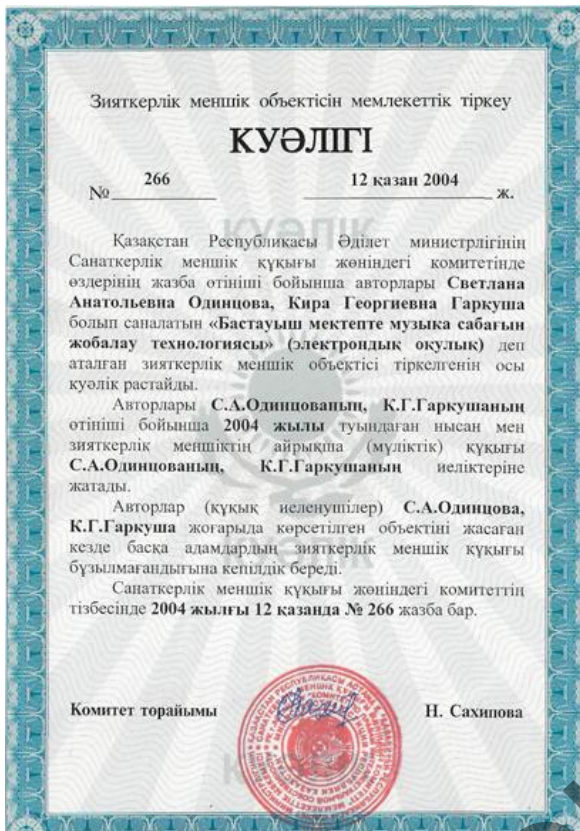 Зияткерлік меншік объектісін мемлекеттік тіркеу
КУӘЛІГІ
№ 266 12 қазан 2004 ж.
Қазақстан Республикасы Әділет министрлігінің
Санаткерлік меншік құқығы жөніндегі комитетінде
өздерінің жазба өтініші бойынша авторлары Светлана
Анатольевна Одинцова, Кира Георгиевна Гаркуша
болып саналатын «Бастауыш мектепте музыка сабағын
жобалау технологиясы» (электрондық оқулық) деп
аталған зияткерлік меншік объектісі тіркелгенін осы
куәлік растайды.
Авторлары С.А.Одинцованың, К.Г.Гаркушаның
өтініші бойынша 2004 жылы туындаған нысан мен
зияткерлік меншіктің айрықша (мүліктік) құқығы
С.А.Одинцованың, К.Г.Гаркушаның иеліктеріне
жатады.
Авторлар (құқық иеленушілер) С.А.Одинцова,
К.Г.Гаркуша жоғарыда көрсетілген объектіні жасаған
кезде басқа адамдардың зияткерлік меншік құқығы
бұзылмағандығына кепілдік береді.
Санаткерлік меншік құқығы жөніндегі комитеттің
тізбесінде 2004 жылғы 12 қазанда № 266 жазба бар.
Комитет төрайымы Н. Сахипова